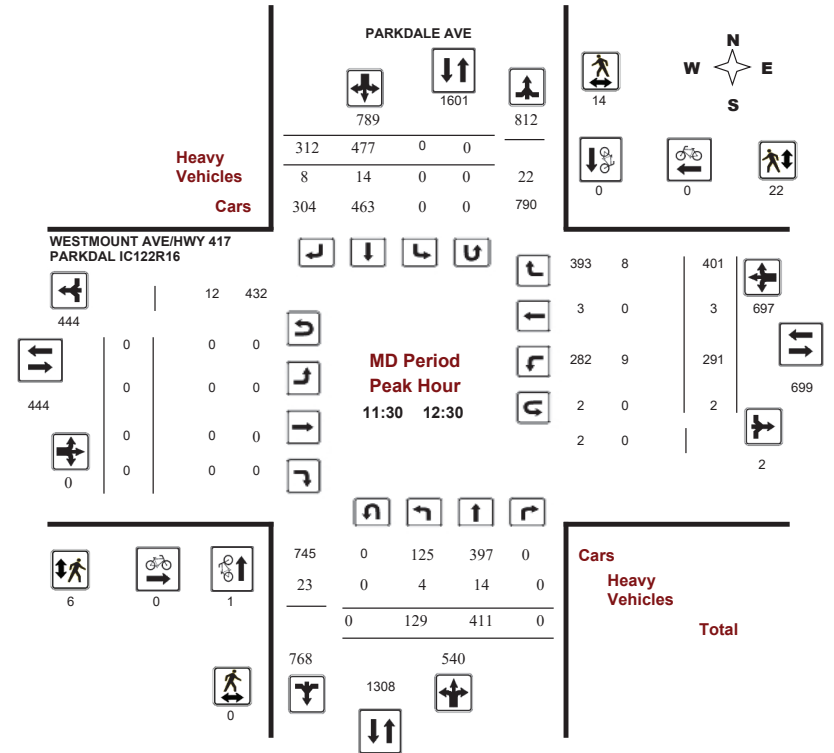 PARKDALE AVE
N
W E
S
1601
14
789 812
312 477 0 0
Heavy
Vehicles
8 14 0 0 22
0 0 22
Cars
304 463 0 0 790
WESTMOUNT AVE/HWY 417
PARKDAL IC122R16
393 8 401
12 432
444
3 0 3 697
0 0 0
MD Period
282 9 291
Peak Hour
0 0 0
699
444
11:30 12:30
2 0 2
0 0 0
2 0
2
0 0 0
0
745 0 125 397 0
Cars
23 0 4 14 0
Heavy
Vehicles
6 0 1
0 129 411 0
Total
768 540
1308
0